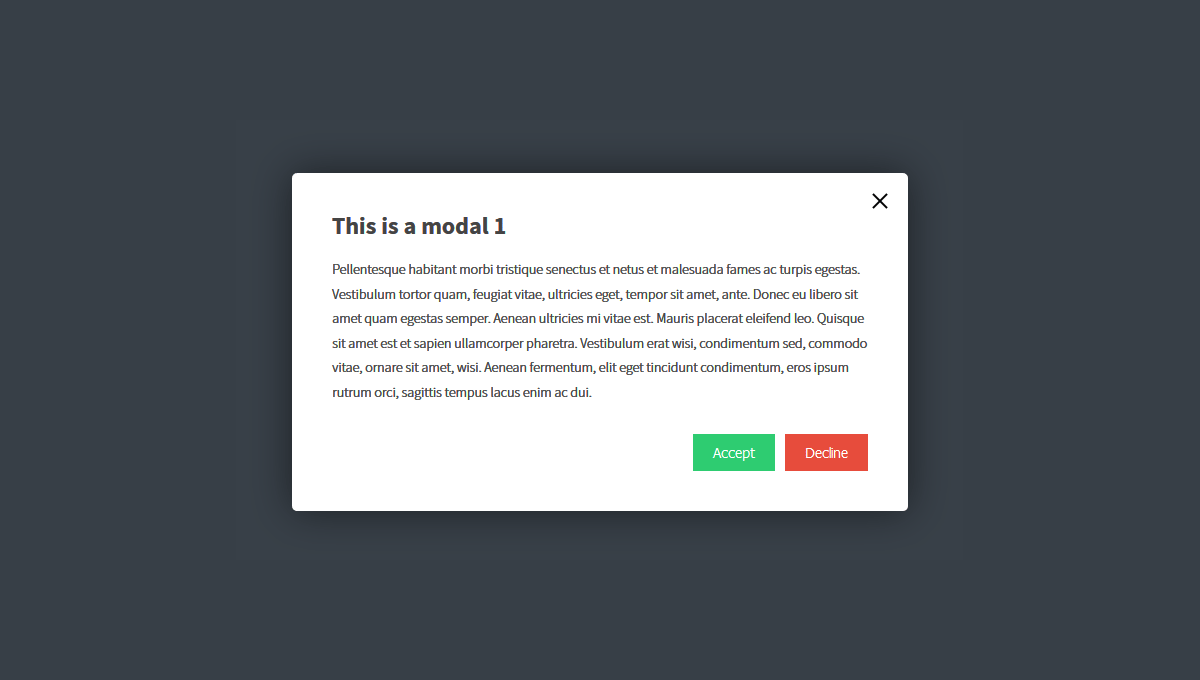 This is a modal 1
Pellentesque habitant morbi tristique senectus et netus et malesuada fames ac turpis egestas.
Vestibulum tortor quam, feugiat vitae, ultricies eget, tempor sit amet, ante. Donec eu libero sit
amet quam egestas semper. Aenean ultricies mi vitae est. Mauris placerat eleifend leo. Quisque
sit amet est et sapien ullamcorper pharetra. Vestibulum erat wisi, condimentum sed, commodo
vitae, ornare sit amet, wisi. Aenean fermentum, elit eget tincidunt condimentum, eros ipsum
rutrum orci, sagittis tempus lacus enim ac dui.
Accept Decline